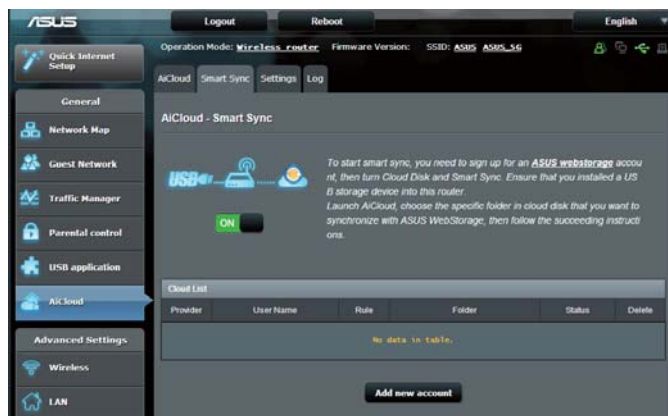 ASUS
Logout
Reboot
English
Quick Internet
Setup
Operation Mode: Wireless router Firmware Version: SSID: ASUS ASUS_5G
AiCloud
Smart Sync
Settings
Log
General
Network Map
Guest Network
Traffic Manager
Parental control
USB application
AiCloud
Advanced Settings
Wireless
LAN
AiCloud - Smart Sync
USB
ON
To start smart sync, you need to sign up for an ASUS webstorage accou
nt, then turn Cloud Disk and Smart Sync. Ensure that you installed a US
B storage device into this router.
Launch AiCloud, choose the specific folder in cloud disk that you want to
synchronize with ASUS WebStorage, then follow the succeeding instructi
ons.
Cloud List
Provider User Name Rule Folder Status Delete
No data in table.
Add new account